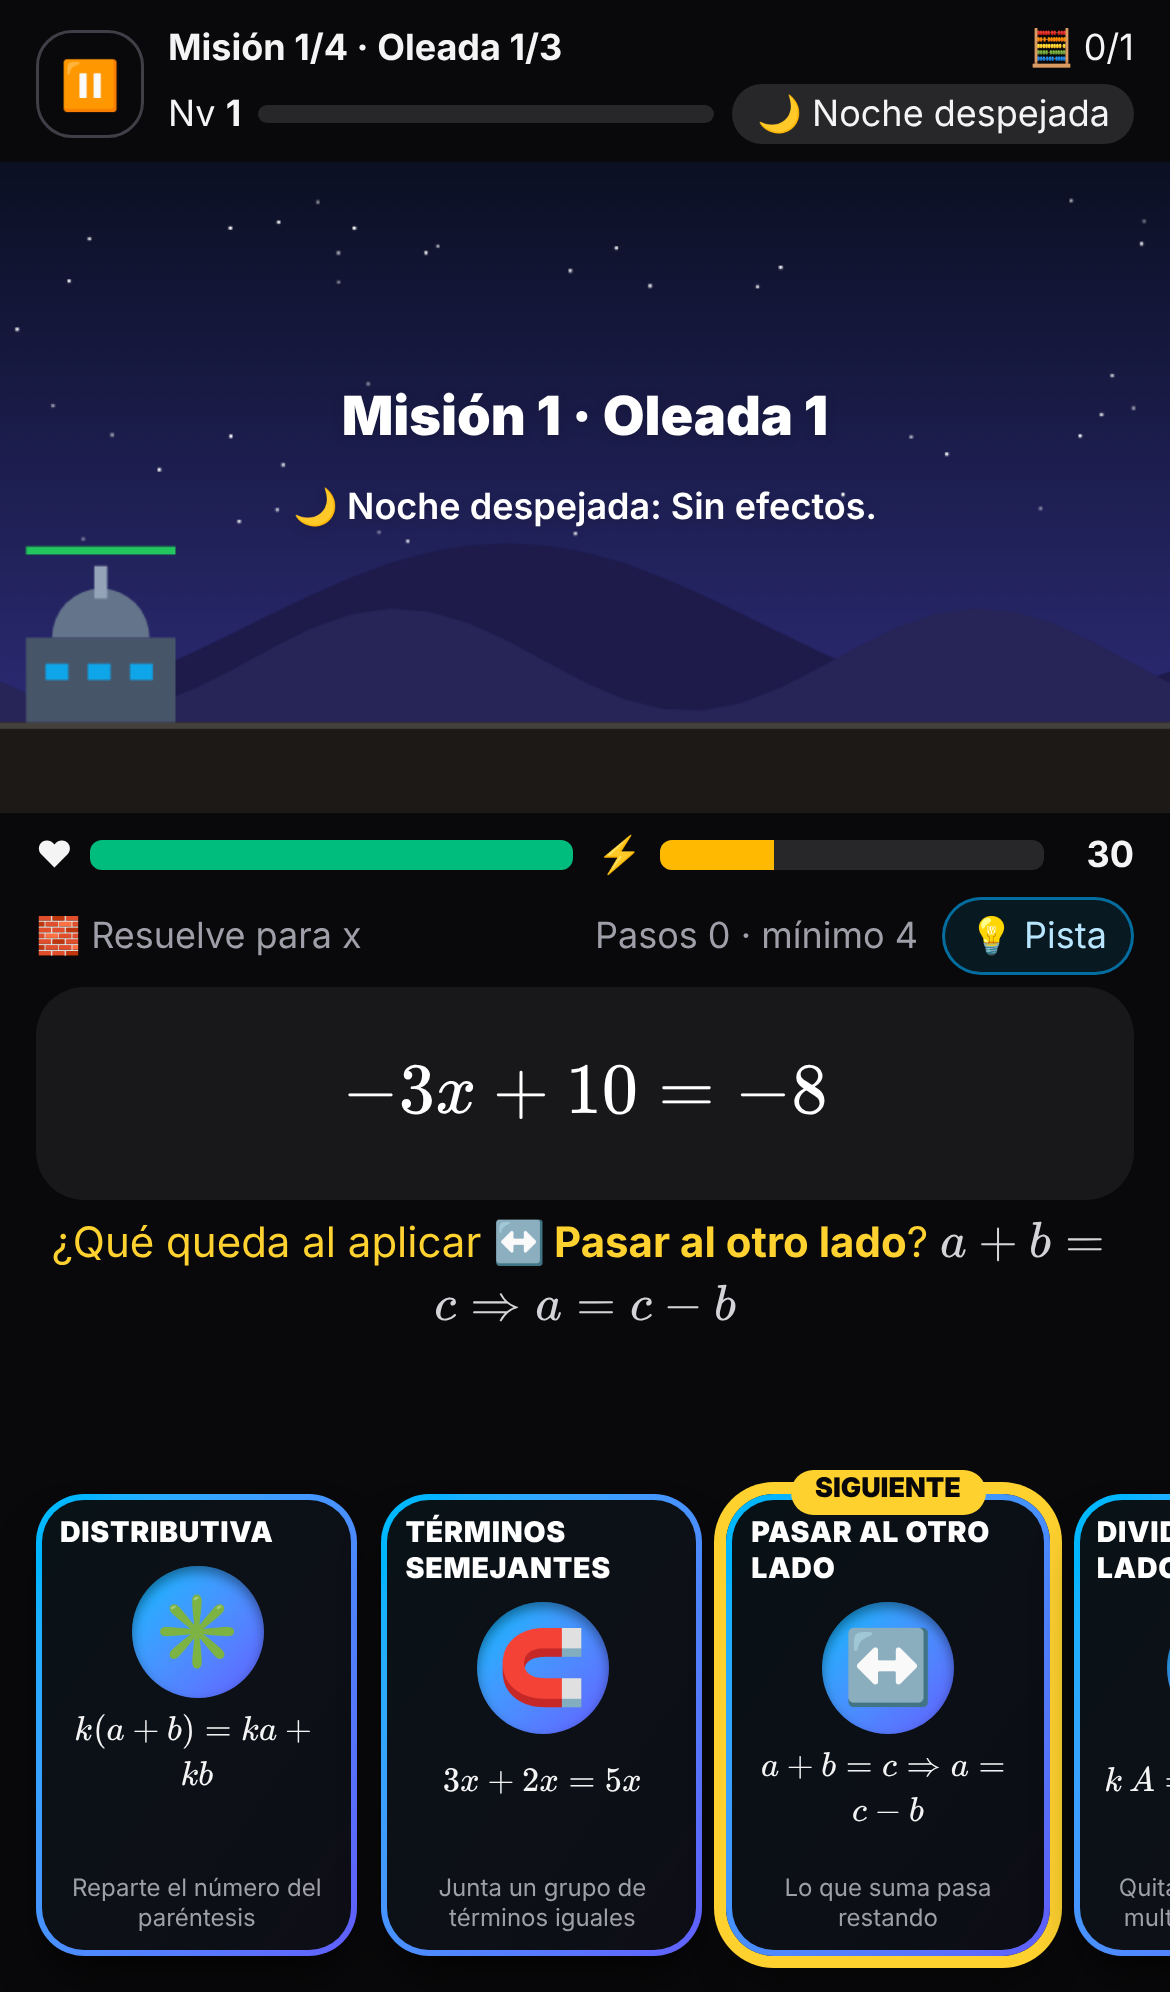 Misión 1/4 · Oleada 1/3
🧮 0/1
Nv 1
🌙 Noche despejada
Misión 1 · Oleada 1
🌙 Noche despejada: Sin efectos.
30
🧱 Resuelve para x
Pasos 0 · mínimo 4
💡 Pista
−3x + 10 = −8
¿Qué queda al aplicar ↔️ Pasar al otro lado? a + b =
c ⇒ a = c − b
SIGUIENTE
DISTRIBUTIVA
k(a + b) = ka +
kb
Reparte el número del
paréntesis
TÉRMINOS
SEMEJANTES
3x + 2x = 5x
Junta un grupo de
términos iguales
PASAR AL OTRO
LADO
a + b = c ⇒ a =
c − b
Lo que suma pasa
restando